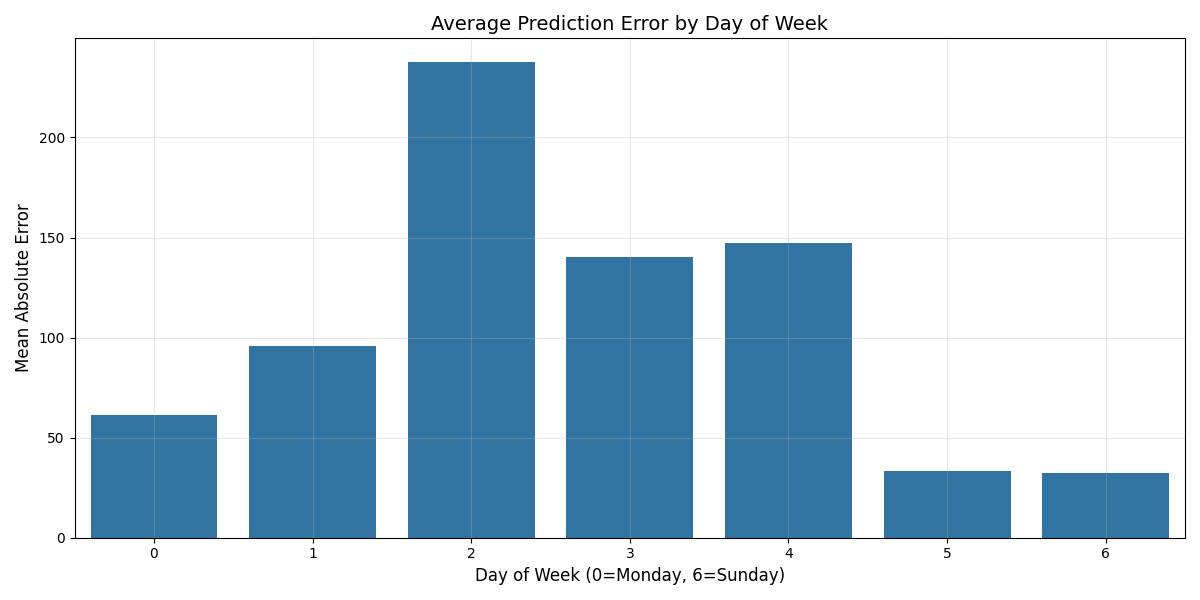 Average Prediction Error by Day of Week
Mean Absolute Error
200
150
100
50
0
0 1 2 3 4 5 6
Day of Week (0=Monday, 6=Sunday)